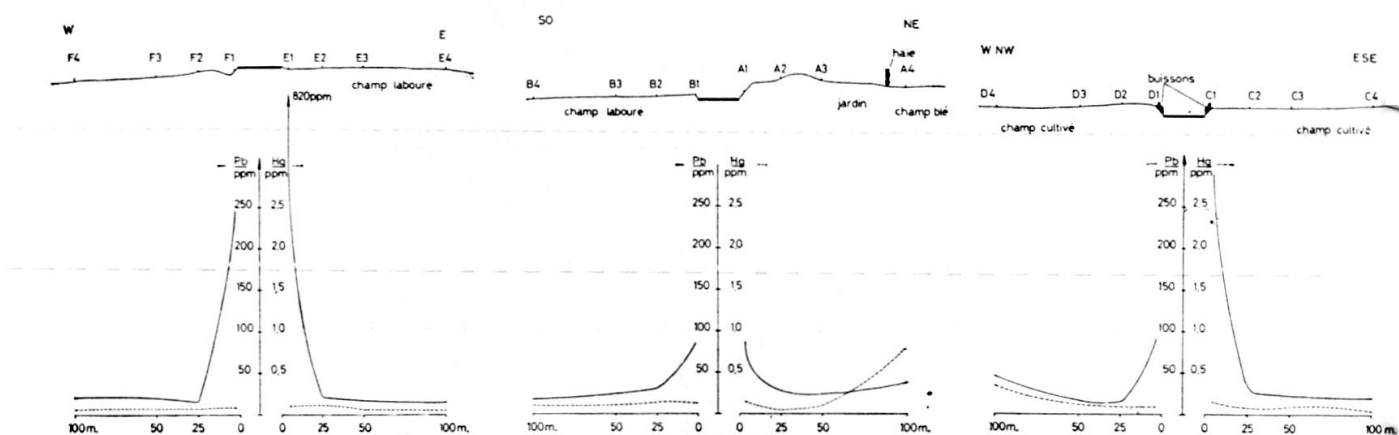 W E
F4 F3 F2 F1 E1 E2 E3 E4
champ laboure
820ppm
Pb Hg
ppm ppm
250 2.5
200 2,0
150 1,5
100 1,0
50 0,5
100m. 50 25 0 0 25 50 100m.
SO NE
haie
B4 B3 B2 B1 A1 A2 A3 A4
champ laboure jardin champ blé
Pb Hg
ppm ppm
250 2.5
200 2,0
150 1,5
100 1,0
50 0,5
100m. 50 25 0 0 25 50 100m
W NW ESE
buissons
D4 D3 D2 D1 C1 C2 C3 C4
champ cultivé champ cultivé
Pb Hg
ppm ppm
250 2.5
200 2,0
150 1,5
100 1,0
50 0,5
100m. 50 25 0 0 25 50 100m